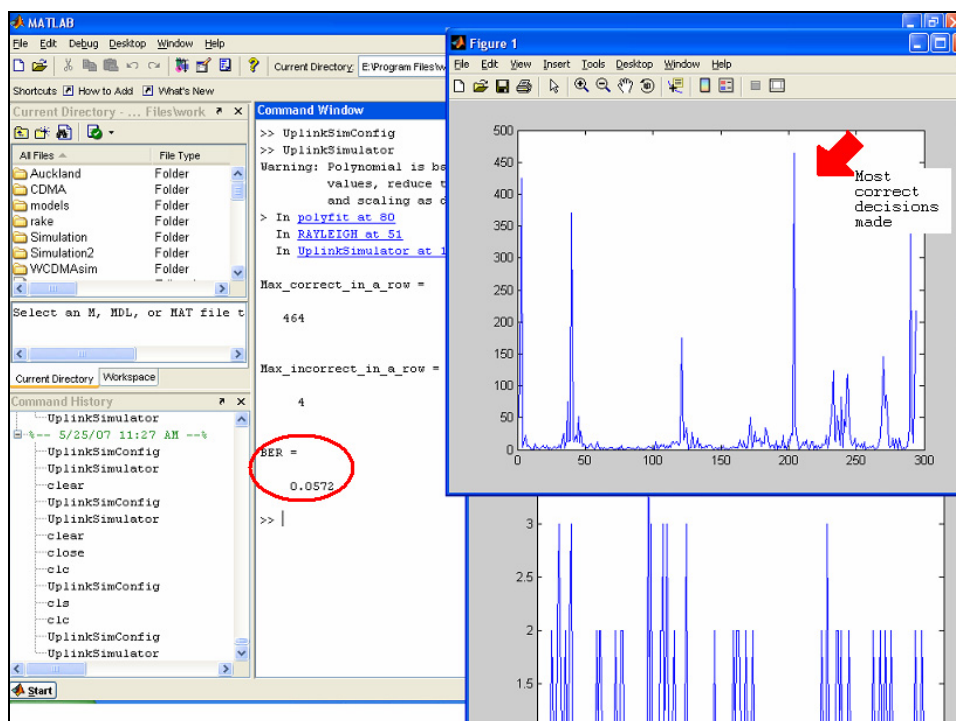 MATLAB
File Edit Debug Desktop Window Help
Current Directory: E:\Program Files\w
Shortcuts How to Add What's New
Current Directory - ... Files\work
All Files File Type
Auckland Folder
CDMA Folder
models Folder
rake Folder
Simulation Folder
Simulation2 Folder
WCDMAsim Folder
Select an M, MDL, or MAT file t
Current Directory Workspace
Command History
UplinkSimulator
%-- 5/25/07 11:27 AM --%
UplinkSimConfig
UplinkSimulator
clear
UplinkSimConfig
UplinkSimulator
clear
close
clc
UplinkSimConfig
cls
clc
UplinkSimConfig
UplinkSimulator
Start
Command Window
>> UplinkSimConfig
>> UplinkSimulator
Warning: Polynomial is ba
values, reduce t
and scaling as d
> In polyfit at 80
In RAYLEIGH at 51
In UplinkSimulator at 1
Max_correct_in_a_row =
464
Max_incorrect_in_a_row =
4
BER =
0.0572
>>
Figure 1
File Edit View Insert Tools Desktop Window Help
500
450
400
350
300
250
200
150
100
50
0
0 50 100 150 200 250 300
Most
correct
decisions
made
3
2.5
2
1.5